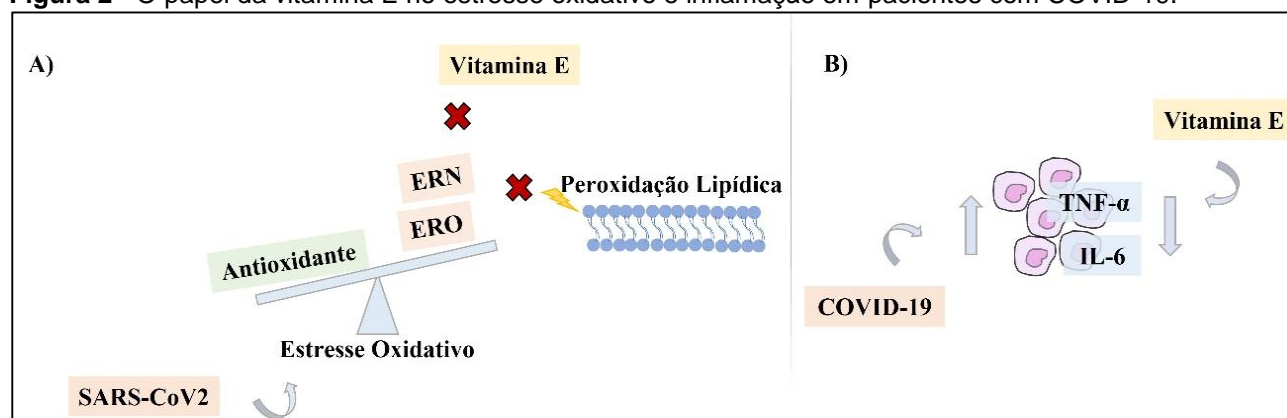 Figura 2 - O papel da vitamina E no estresse oxidativo e inflamação em pacientes com COVID-19.
A)
Vitamina E
ERN
ERO
Peroxidação Lipídica
Antioxidante
Estresse Oxidativo
SARS-CoV2
B)
Vitamina E
TNF-α
IL-6
COVID-19